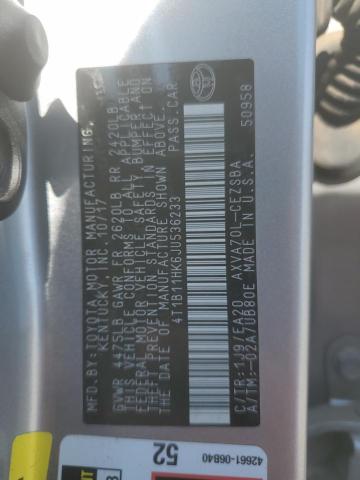 MFD. BY: TOYOTA MOTOR MANUFACTURING,
KENTUCKY, INC. 10/17
GVWR 4475LB GAWR FR 2620LB RR 2420LB
THIS VEHICLE CONFORMS TO ALL APPLICABLE
FEDERAL MOTOR VEHICLE SAFETY, BUMPER, AND
THEFT PREVENTION STANDARDS IN EFFECT ON
THE DATE OF MANUFACTURE SHOWN ABOVE.
4T1B11HK6JU536233 PASS.CAR
C/TR:1J9/FA20 AXVA70L-CEZSBA
A/TM:-02A/UB80E MADE IN U.S.A.
50958
52
42661-06B40